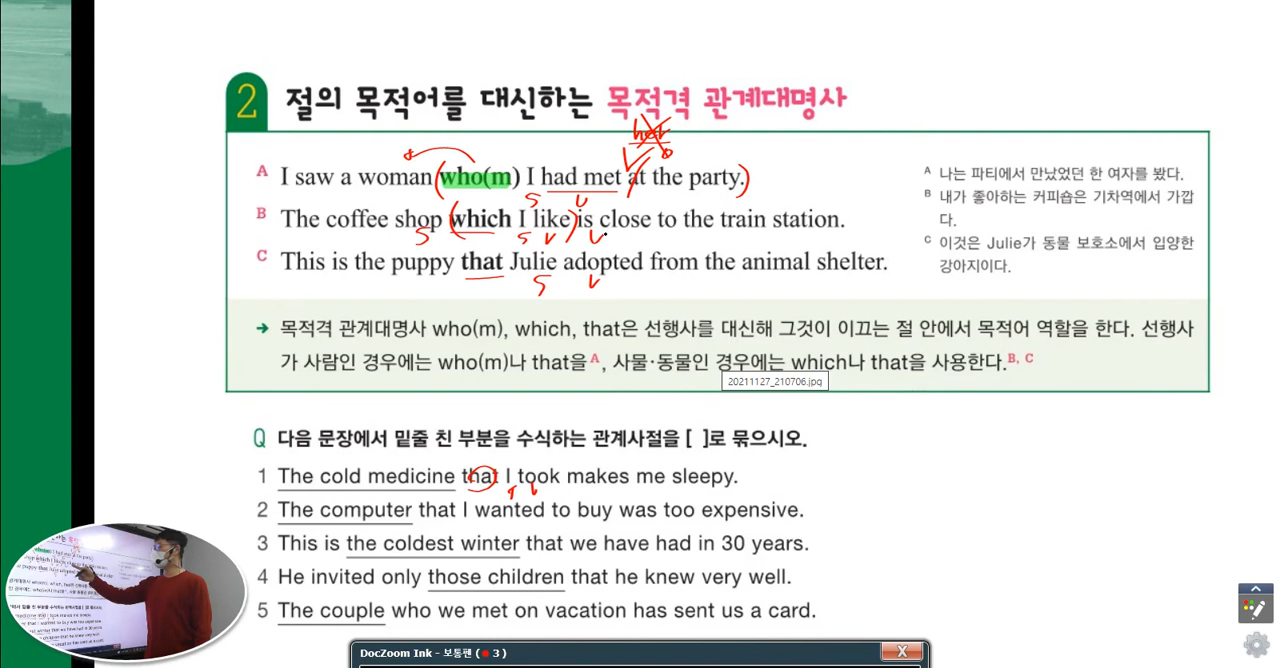 2 절의 목적어를 대신하는 목적격 관계대명사
A I saw a woman who(m) I had met at the party.
S V
B The coffee shop which I like is close to the train station.
S S V V
C This is the puppy that Julie adopted from the animal shelter.
S V
A 나는 파티에서 만났었던 한 여자를 봤다.
B 내가 좋아하는 커피숍은 기차역에서 가깝
다.
C 이것은 Julie가 동물 보호소에서 입양한
강아지이다.
→ 목적격 관계대명사 who(m), which, that은 선행사를 대신해 그것이 이끄는 절 안에서 목적어 역할을 한다. 선행사
가 사람인 경우에는 who(m)나 that을A, 사물·동물인 경우에는 which나 that을 사용한다.B, C
20211127_210706.jpg
Q 다음 문장에서 밑줄 친 부분을 수식하는 관계사절을 [ ]로 묶으시오.
1 The cold medicine that I took makes me sleepy.
2 The computer that I wanted to buy was too expensive.
3 This is the coldest winter that we have had in 30 years.
4 He invited only those children that he knew very well.
5 The couple who we met on vacation has sent us a card.
DocZoom Ink - 보통펜 ( 3 )
X